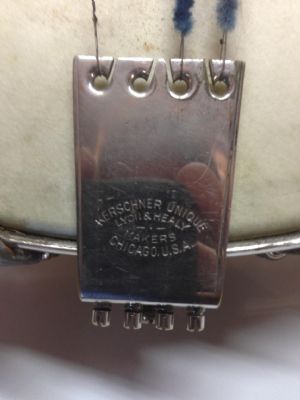 KERSCHNER UNIQUE
LYON & HEALY
MAKERS
CHICAGO. U.S.A.